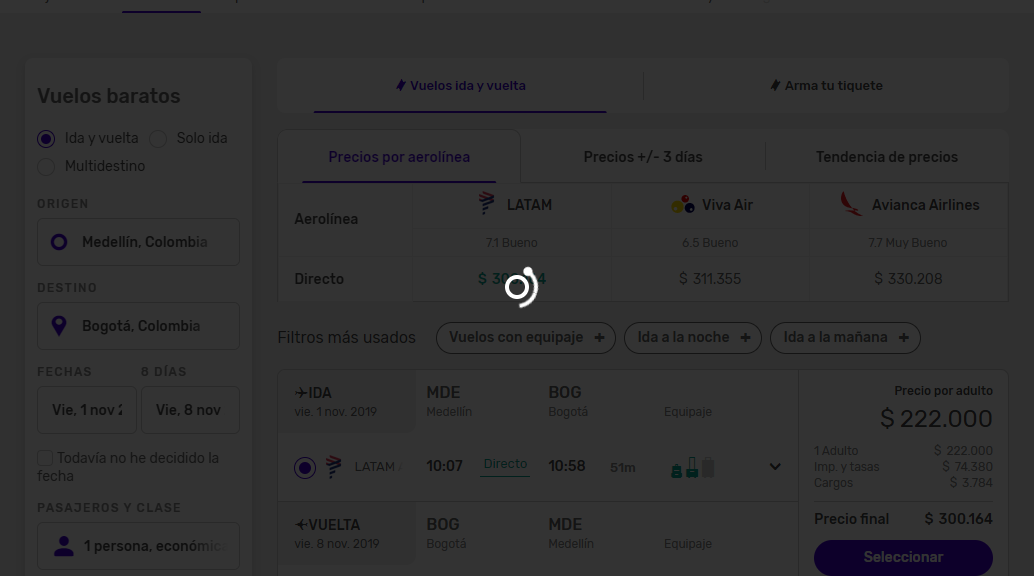 Vuelos baratos
Ida y vuelta
Solo ida
Multidestino
ORIGEN
Medellín, Colombia
DESTINO
Bogotá, Colombia
FECHAS
8 DÍAS
Vie, 1 nov 2
Vie, 8 nov
Todavía no he decidido la
fecha
PASAJEROS Y CLASE
1 persona, económic
Vuelos ida y vuelta
Arma tu tiquete
Precios por aerolínea
Precios +/- 3 días
Tendencia de precios
Aerolínea
LATAM
Viva Air
Avianca Airlines
7.1 Bueno
6.5 Bueno
7.7 Muy Bueno
Directo
$ 311.355
$ 330.208
Filtros más usados
Vuelos con equipaje +
Ida a la noche +
Ida a la mañana +
IDA
MDE
BOG
vie. 1 nov. 2019
Medellín
Bogotá
Equipaje
LATAM
10:07
Directo
10:58
51m
VUELTA
BOG
MDE
vie. 8 nov. 2019
Bogotá
Medellín
Equipaje
Precio por adulto
$ 222.000
1 Adulto $ 222.000
Imp. y tasas $ 74.380
Cargos $ 3.784
Precio final $ 300.164
Seleccionar